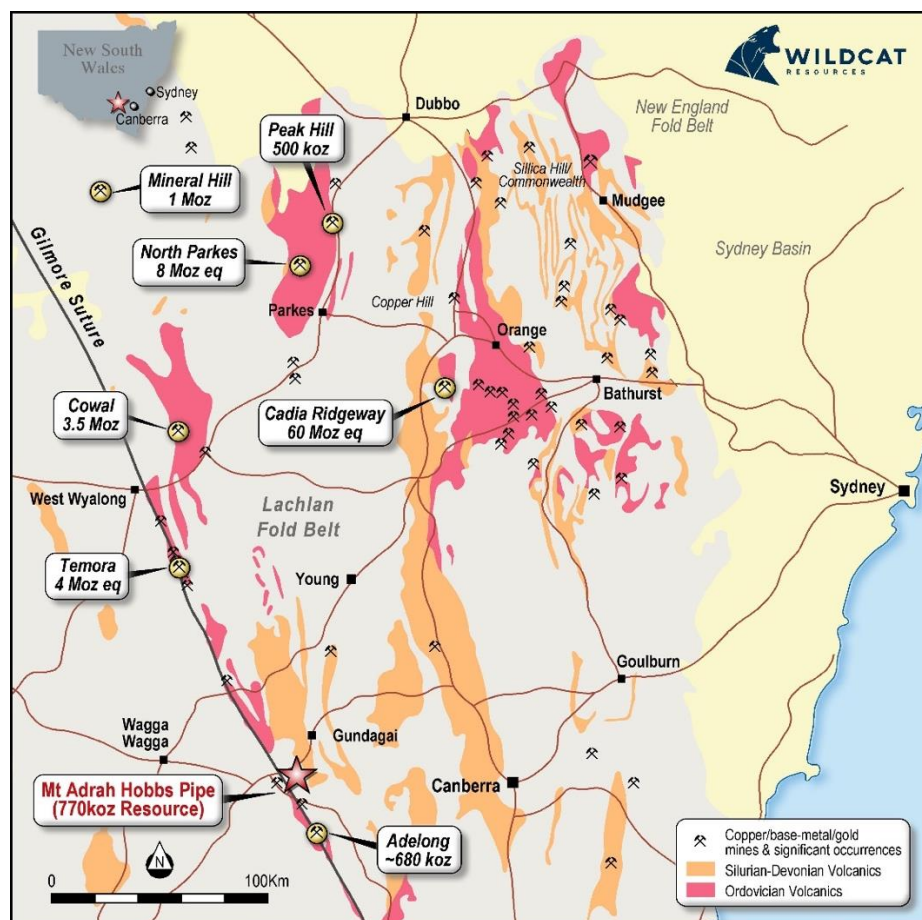 New South
Wales
Sydney
Canberra
WILDCAT
RESOURCES
Dubbo
New England
Fold Belt
Peak Hill
500 koz
Mineral Hill
1 Moz
Sillica Hill/
Commonwealth
Mudgee
Gilmore Suture
North Parkes
8 Moz eq
Sydney Basin
Copper Hill
Parkes
Orange
Cowal
3.5 Moz
Cadia Ridgeway
60 Moz eq
Bathurst
Sydney
West Wyalong
Lachlan
Fold Belt
Temora
4 Moz eq
Young
Goulburn
Wagga
Wagga
Gundagai
Mt Adrah Hobbs Pipe
(770koz Resource)
Canberra
Adelong
~680 koz
N
0
100Km
Copper/base-metal/gold
mines & significant occurrences
Silurian-Devonian Volcanics
Ordovician Volcanics